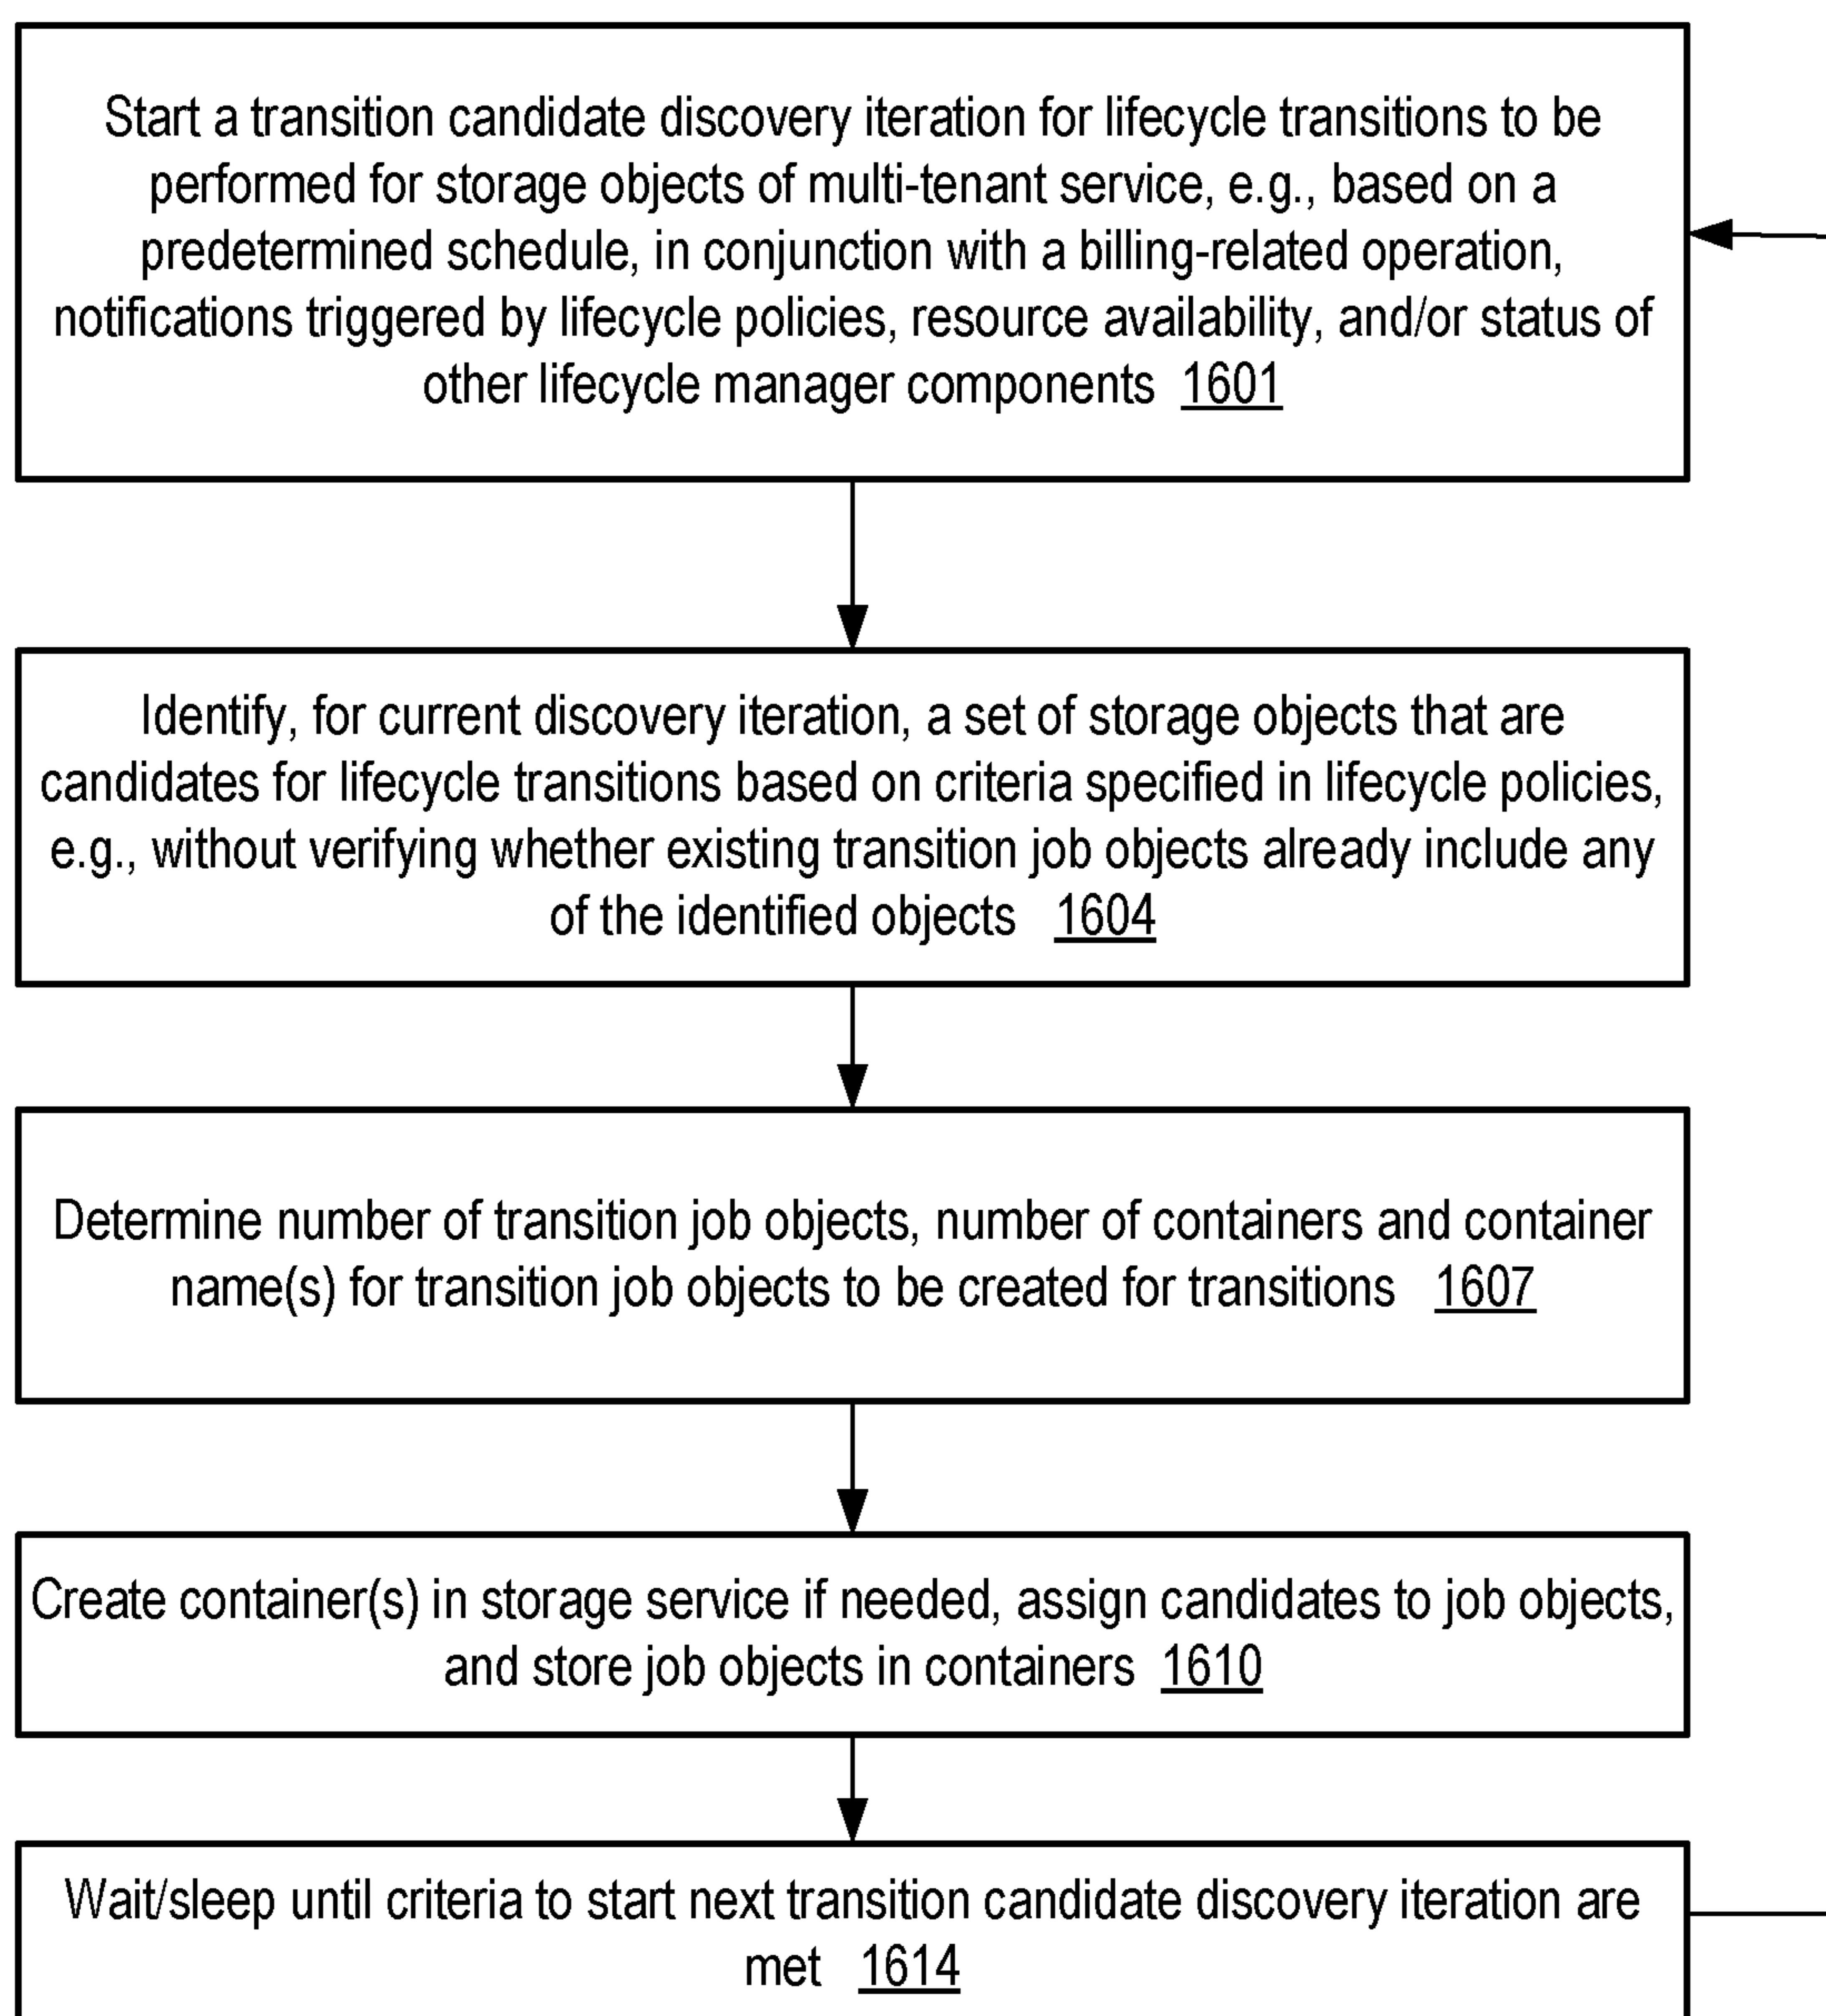 Start a transition candidate discovery iteration for lifecycle transitions to be
performed for storage objects of multi-tenant service, e.g., based on a
predetermined schedule, in conjunction with a billing-related operation,
notifications triggered by lifecycle policies, resource availability, and/or status of
other lifecycle manager components 1601
Identify, for current discovery iteration, a set of storage objects that are
candidates for lifecycle transitions based on criteria specified in lifecycle policies,
e.g., without verifying whether existing transition job objects already include any
of the identified objects 1604
Determine number of transition job objects, number of containers and container
name(s) for transition job objects to be created for transitions 1607
Create container(s) in storage service if needed, assign candidates to job objects,
and store job objects in containers 1610
Wait/sleep until criteria to start next transition candidate discovery iteration are
met 1614